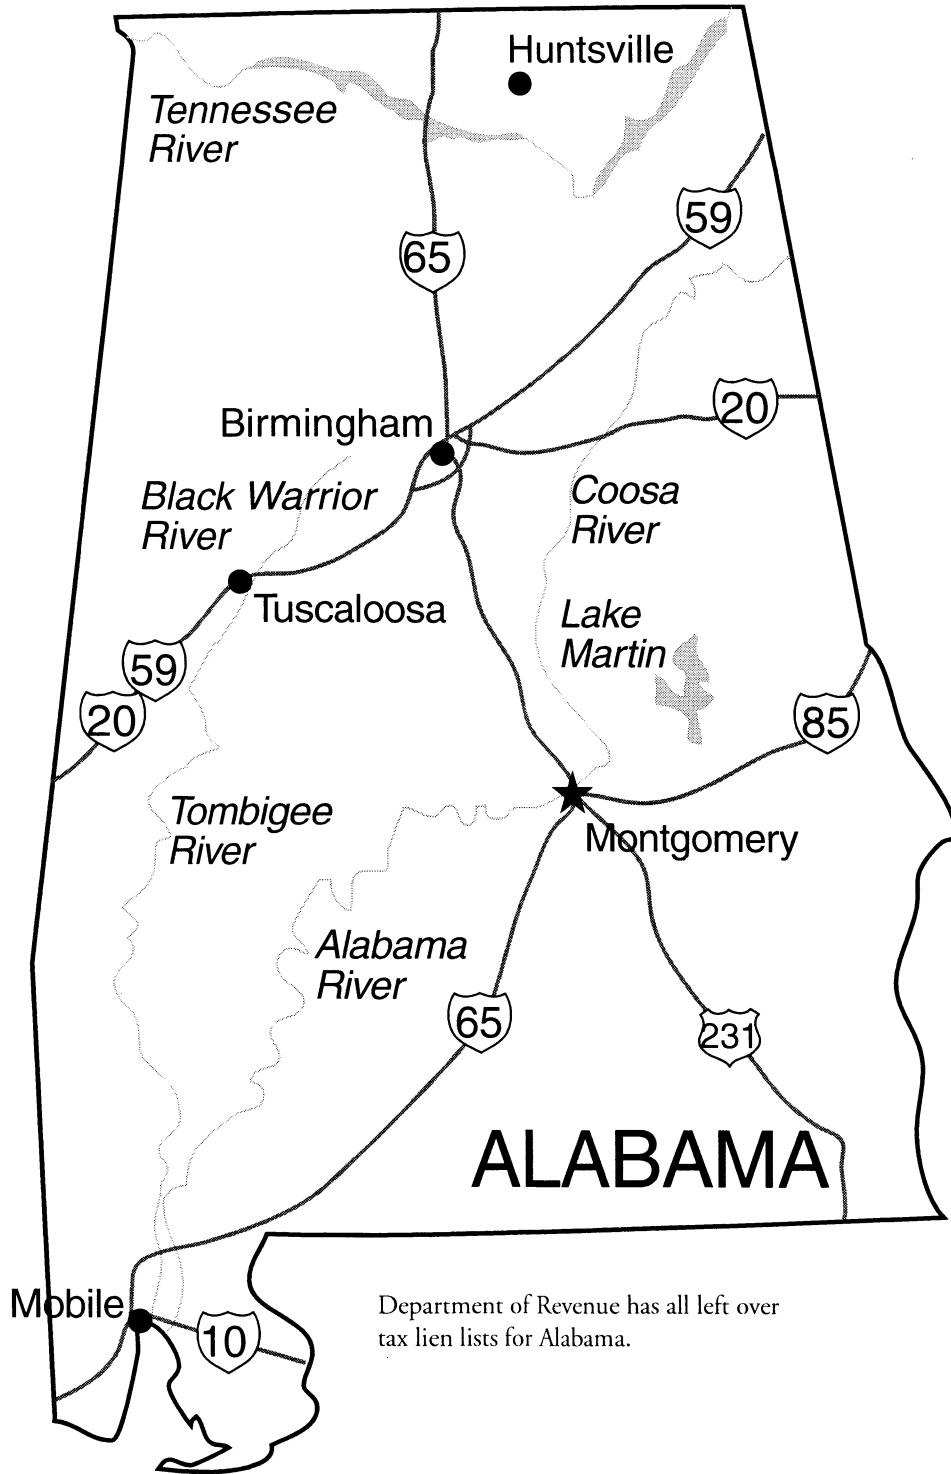 Huntsville
Tennessee
River
59
65
20
Birmingham
Black Warrior
River
Coosa
River
Tuscaloosa
Lake
Martin
59
20
85
Tombigee
River
Montgomery
Alabama
River
65
231
ALABAMA
Mobile
10
Department of Revenue has all left over
tax lien lists for Alabama.